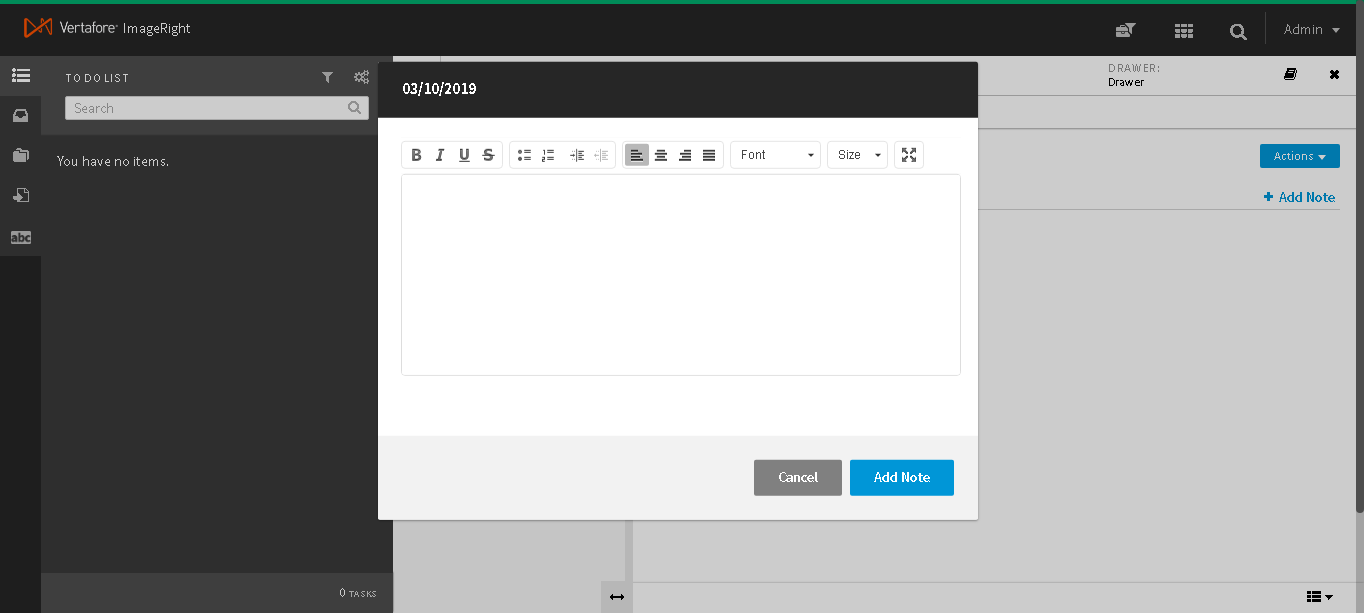 Vertafore ImageRight
Admin
TO DO LIST
Search
You have no items.
abc
0 TASKS
DRAWER:
Drawer
Actions
+ Add Note
03/10/2019
B I U S
Font
Size
Cancel
Add Note